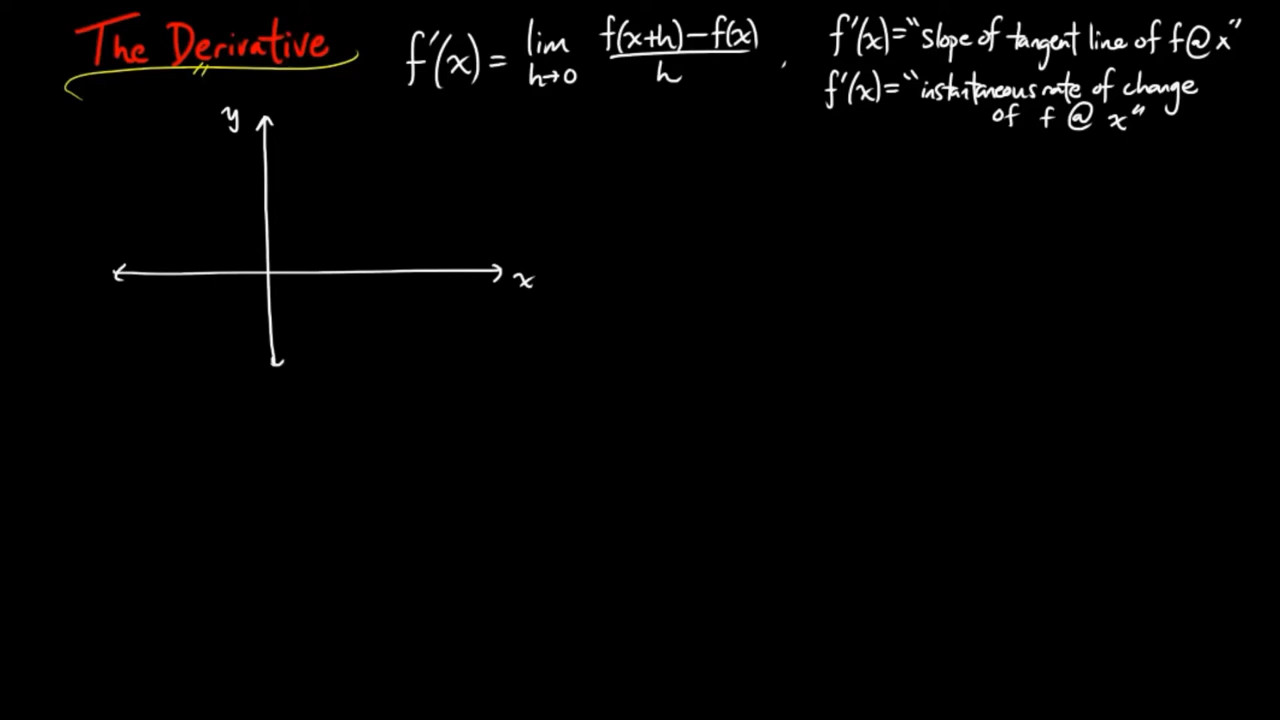 The Derivative
f'(x) = lim h→0 f(x+h)-f(x) / h
f'(x)="slope of tangent line of f@x"
f'(x)="instantaneous rate of change
of f @ x"
y
x